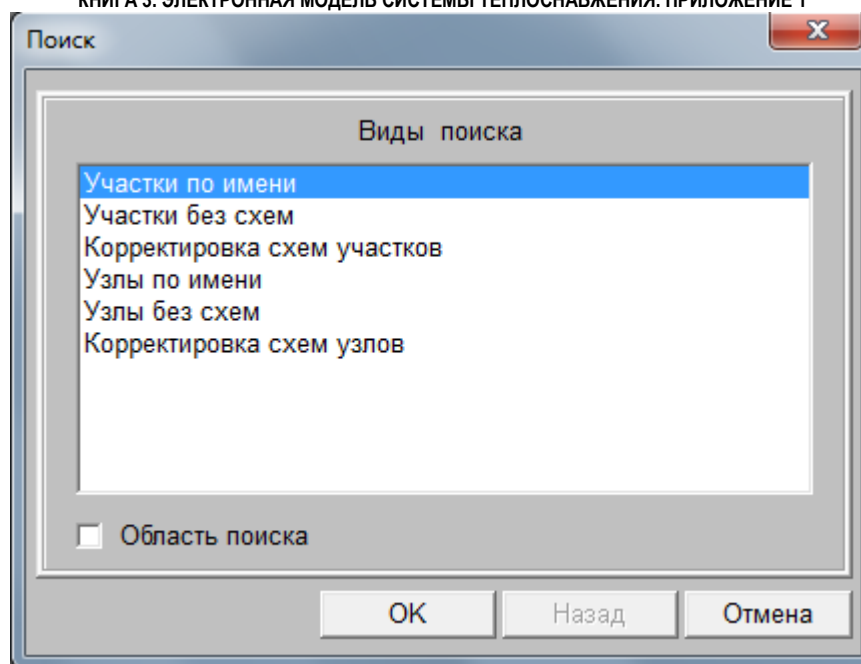 КНИГА 3. ЭЛЕКТРОННАЯ МОДЕЛЬ СИСТЕМЫ ТЕПЛОСНАБЖЕНИЯ. ПРИЛОЖЕНИЕ 1
Поиск
Виды поиска
Участки по имени
Участки без схем
Корректировка схем участков
Узлы по имени
Узлы без схем
Корректировка схем узлов
Область поиска
OK Назад Отмена